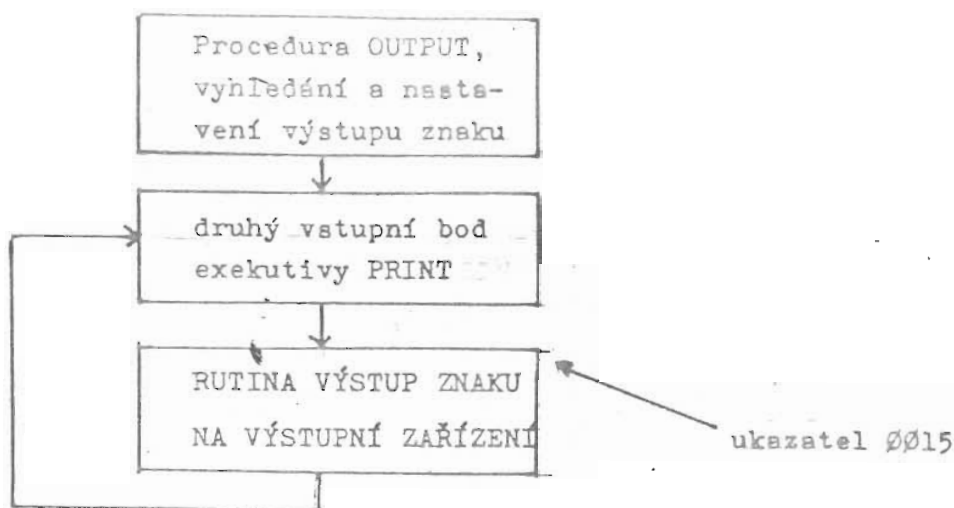 Procedura OUTPUT,
vyhledání a nasta-
vení výstupu znaku
druhý vstupní bod
exekutivy PRINT
RUTINA VÝSTUP ZNAKU
NA VÝSTUPNÍ ZAŘÍZENÍ
ukazatel ØØ15